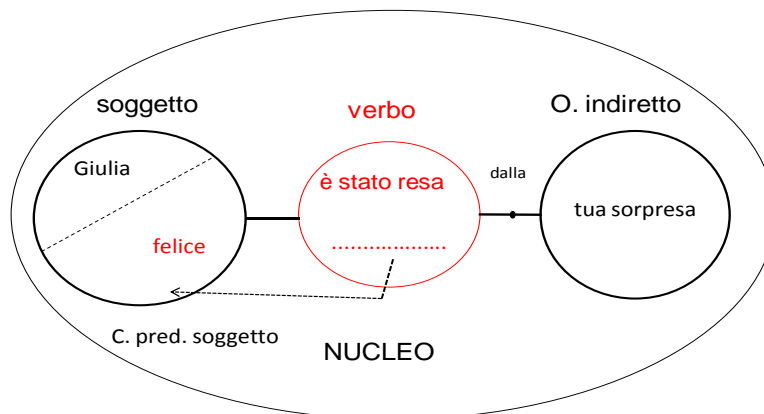 soggetto
verbo
O. indiretto
Giulia
felice
è stato resa
..................
dalla
tua sorpresa
C. pred. soggetto
NUCLEO